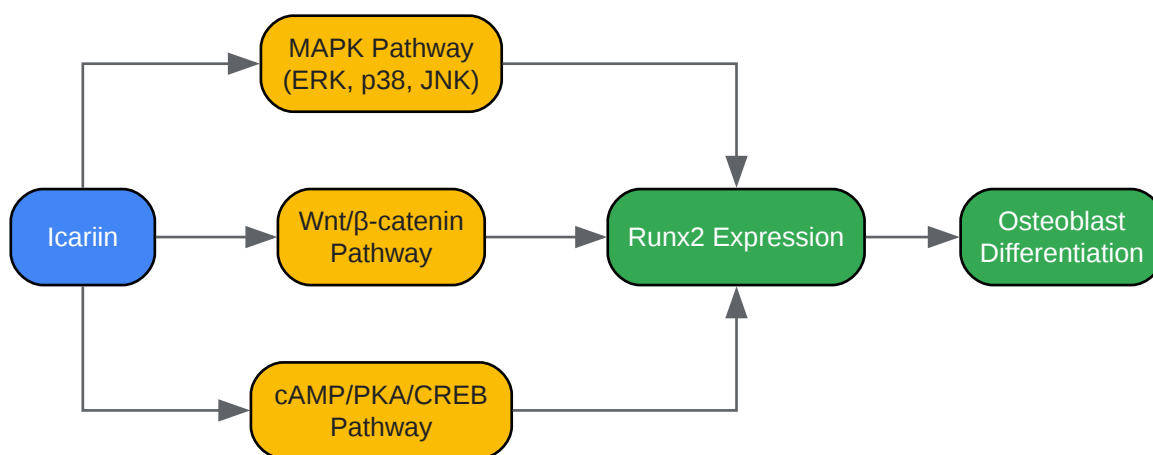 MAPK Pathway
(ERK, p38, JNK)
Icariin
Wnt/β-catenin
Pathway
Runx2 Expression
Osteoblast
Differentiation
cAMP/PKA/CREB
Pathway